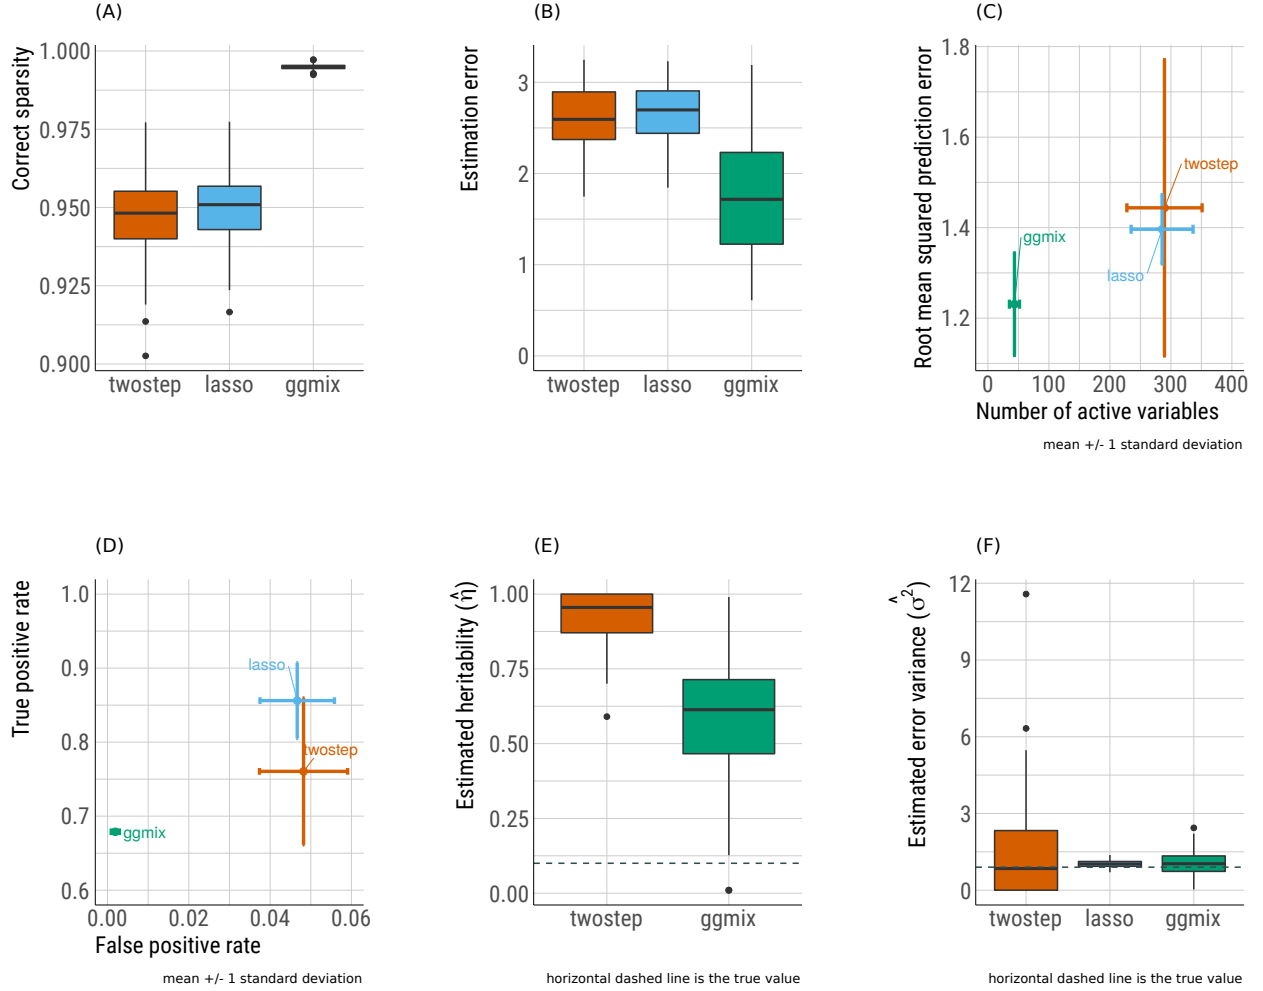 (A)
Correct sparsity
1.000
0.975
0.950
0.925
0.900
twostep lasso ggmix
(B)
Estimation error
3
2
1
0
twostep lasso ggmix
(C)
Root mean squared prediction error
1.8
1.6
1.4
1.2
twostep
ggmix
lasso
0 100 200 300 400
Number of active variables
mean +/- 1 standard deviation
(D)
True positive rate
1.0
0.9
0.8
0.7
0.6
lasso
twostep
ggmix
0.00 0.02 0.04 0.06
False positive rate
mean +/- 1 standard deviation
(E)
Estimated heritability (η̂)
1.00
0.75
0.50
0.25
0.00
twostep ggmix
horizontal dashed line is the true value
(F)
Estimated error variance (σ̂²)
12
9
6
3
0
twostep lasso ggmix
horizontal dashed line is the true value